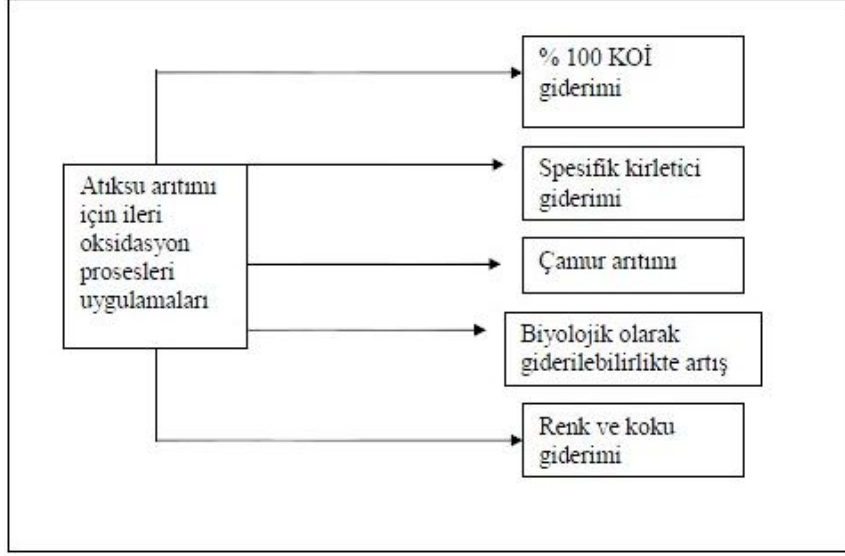 % 100 KOİ
giderimi
Spesifik kirletici
giderimi
Atıksu arıtımı
için ileri
oksidasyon
prosesleri
uygulamaları
Çamur arıtımı
Biyolojik olarak
giderilebilirlikte artış
Renk ve koku
giderimi